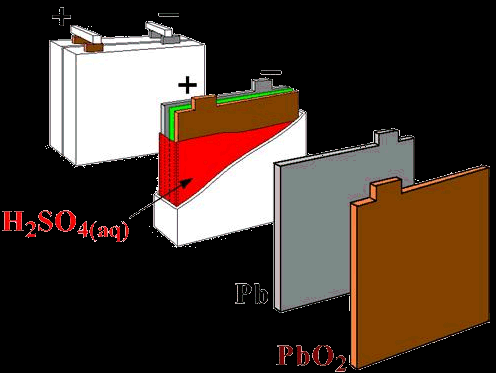 + −
+ −
H₂SO₄(aq)
Pb
PbO₂